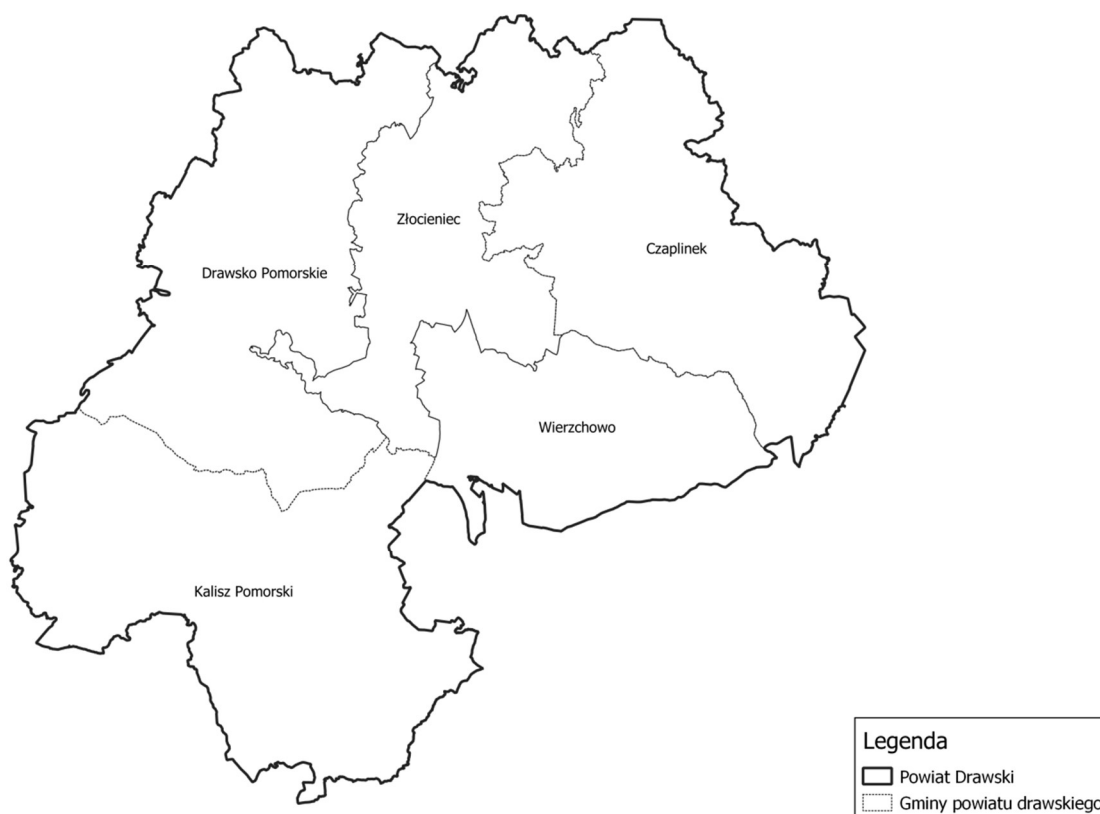 Złocieniec
Czaplinek
Drawsko Pomorskie
Wierzchowo
Kalisz Pomorski
Legenda
Powiat Drawski
Gminy powiatu drawskiego